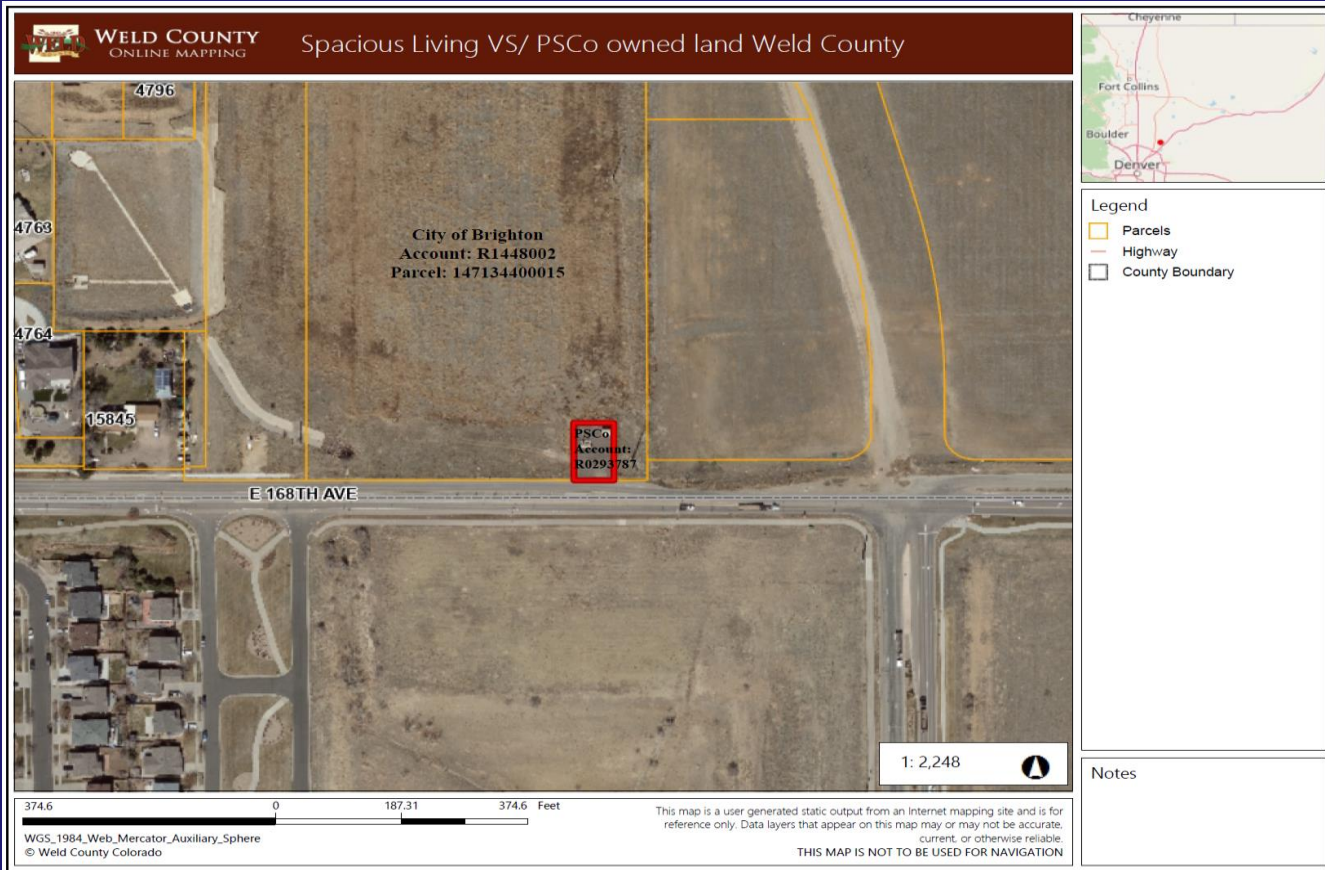 WELD COUNTY
ONLINE MAPPING
Spacious Living VS/ PSCo owned land Weld County
4796
4763
4764
15845
City of Brighton
Account: R1448002
Parcel: 147134400015
PSCo
Account:
R0293787
E 168TH AVE
1: 2,248
374.6 0 187.31 374.6 Feet
WGS_1984_Web_Mercator_Auxiliary_Sphere
© Weld County Colorado
This map is a user generated static output from an Internet mapping site and is for
reference only. Data layers that appear on this map may or may not be accurate,
current, or otherwise reliable.
THIS MAP IS NOT TO BE USED FOR NAVIGATION
Cheyenne
Fort Collins
Boulder
Denver
Legend
Parcels
Highway
County Boundary
Notes